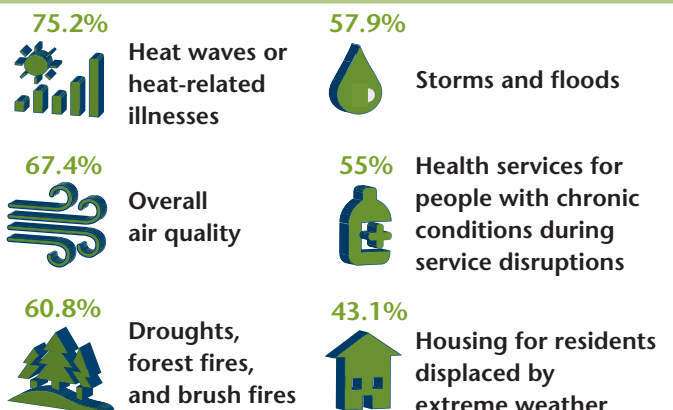 75.2%
Heat waves or
heat-related
illnesses
67.4%
Overall
air quality
60.8%
Droughts,
forest fires,
and brush fires
57.9%
Storms and floods
55%
Health services for
people with chronic
conditions during
service disruptions
43.1%
Housing for residents
displaced by
extreme weather